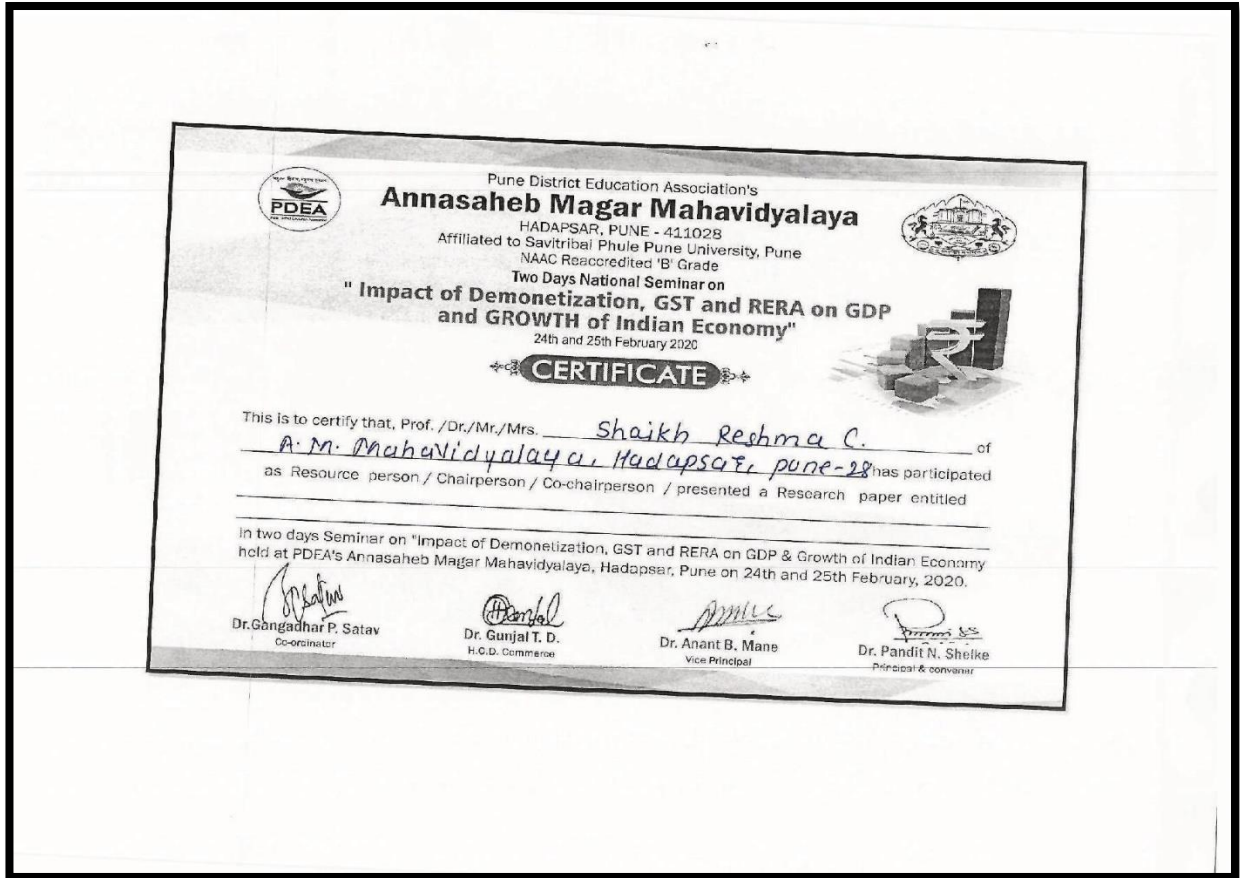 PDEA
Pune District Education Association's
Annasaheb Magar Mahavidyalaya
HADAPSAR, PUNE - 411028
Affiliated to Savitribai Phule Pune University, Pune
NAAC Reaccredited 'B' Grade
Two Days National Seminar on
" Impact of Demonetization, GST and RERA on GDP
and GROWTH of Indian Economy"
24th and 25th February 2020
CERTIFICATE
This is to certify that, Prof. /Dr./Mr./Mrs. Shaikh Reshma C. of
A. M. Mahavidyalaya, Hadapsar, pune-28 has participated
as Resource person / Chairperson / Co-chairperson / presented a Research paper entitled
In two days Seminar on "Impact of Demonetization, GST and RERA on GDP & Growth of Indian Economy
held at PDEA's Annasaheb Magar Mahavidyalaya, Hadapsar, Pune on 24th and 25th February, 2020.
Dr.Gangadhar P. Satav
Co-ordinator
Dr. Gunjal T. D.
H.O.D. Commerce
Dr. Anant B. Mane
Vice Principal
Dr. Pandit N. Shelke
Principal & convener